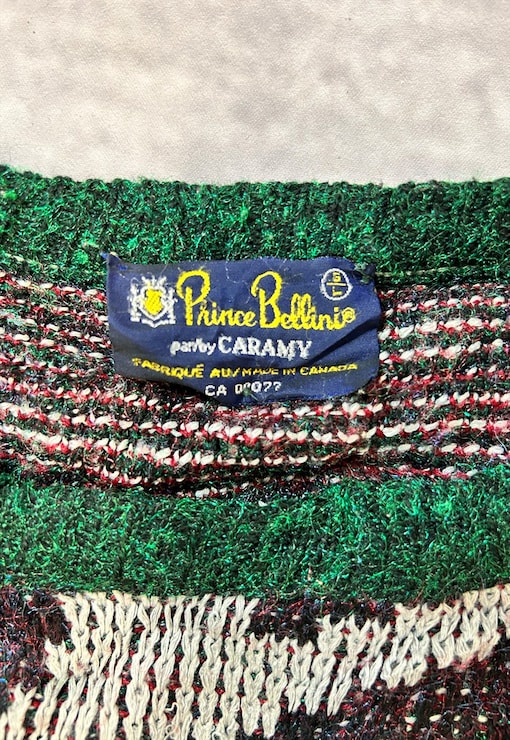 Prince Bellini®
par/by CARAMY
FABRIQUÉ AU/MADE IN CANADA
CA